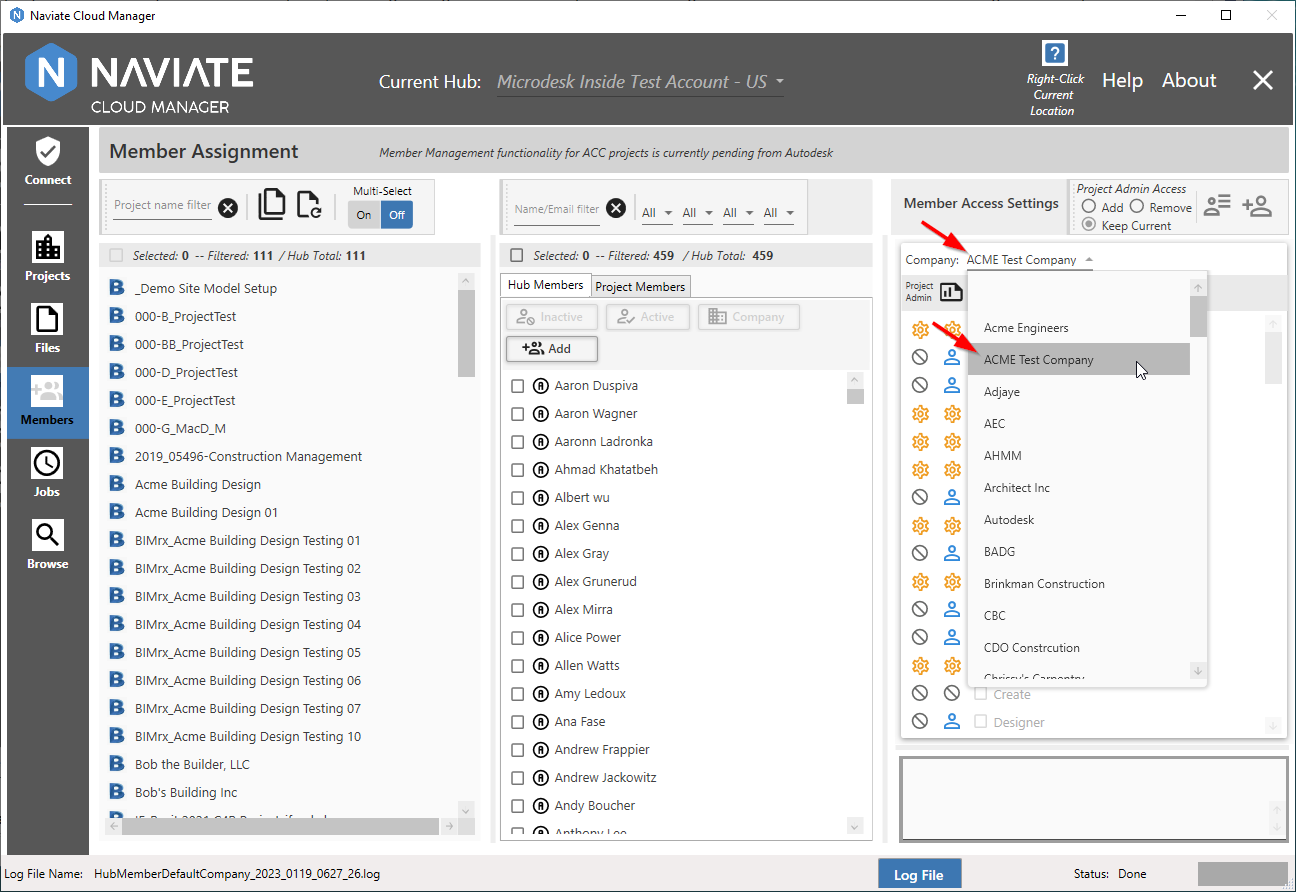 Naviate Cloud Manager
NAVIATE
CLOUD MANAGER
Current Hub: Microdesk Inside Test Account - US
Right-Click
Current
Location
Help
About
Connect
Projects
Files
Members
Jobs
Browse
Member Assignment
Member Management functionality for ACC projects is currently pending from Autodesk
Project name filter
Multi-Select
On Off
Selected: 0 -- Filtered: 111 / Hub Total: 111
_Demo Site Model Setup
000-B_ProjectTest
000-BB_ProjectTest
000-D_ProjectTest
000-E_ProjectTest
000-G_MacD_M
2019_05496-Construction Management
Acme Building Design
Acme Building Design 01
BIMrx_Acme Building Design Testing 01
BIMrx_Acme Building Design Testing 02
BIMrx_Acme Building Design Testing 03
BIMrx_Acme Building Design Testing 04
BIMrx_Acme Building Design Testing 05
BIMrx_Acme Building Design Testing 06
BIMrx_Acme Building Design Testing 07
BIMrx_Acme Building Design Testing 10
Bob the Builder, LLC
Bob's Building Inc
Name/Email filter
All All All All
Selected: 0 -- Filtered: 459 / Hub Total: 459
Hub Members
Project Members
Inactive
Active
Company
Add
Aaron Duspiva
Aaron Wagner
Aaronn Ladronka
Ahmad Khatatbeh
Albert wu
Alex Genna
Alex Gray
Alex Grunerud
Alex Mirra
Alice Power
Allen Watts
Amy Ledoux
Ana Fase
Andrew Frappier
Andrew Jackowitz
Andy Boucher
Anthony Lee
Member Access Settings
Project Admin Access
Add Remove
Keep Current
Company: ACME Test Company
Project
Admin
Acme Engineers
ACME Test Company
Adjaye
AEC
AHMM
Architect Inc
Autodesk
BADG
Brinkman Construction
CBC
CDO Constrcution
Chrissy's Carpentry
Create
Designer
Log File Name: HubMemberDefaultCompany_2023_0119_0627_26.log
Log File
Status: Done